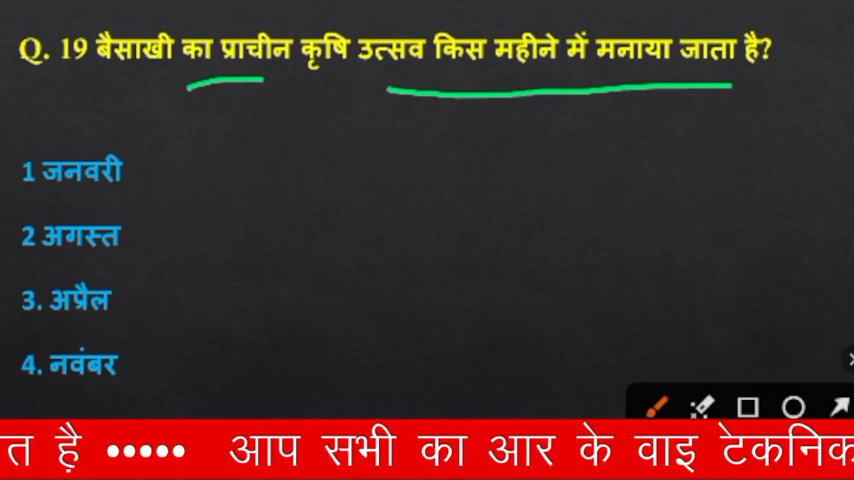 Q. 19 बैसाखी का प्राचीन कृषि उत्सव किस महीने में मनाया जाता है?
1 जनवरी
2 अगस्त
3. अप्रैल
4. नवंबर
त है ••••• आप सभी का आर के वाइ टेकनिक